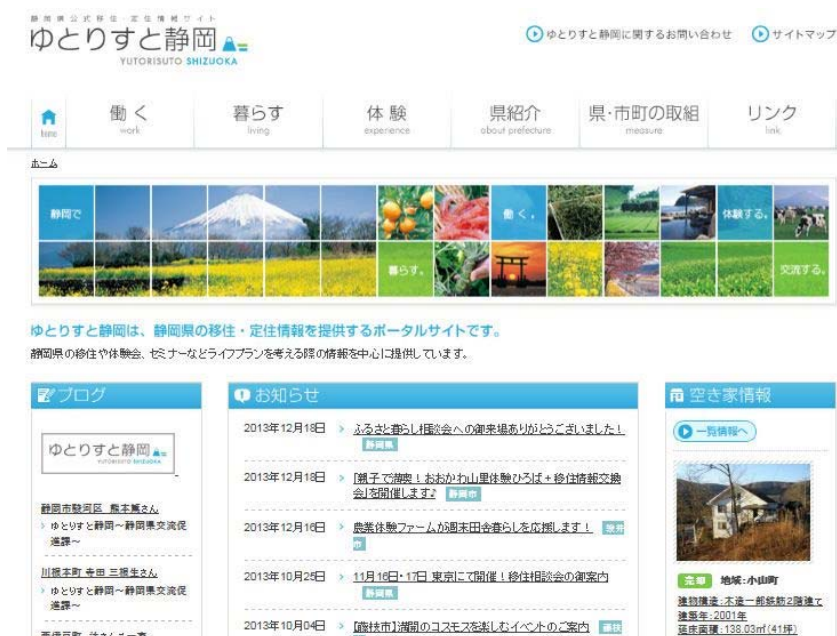 静岡県公式移住・定住情報サイト
ゆとりすと静岡
YUTORISUTO SHIZUOKA
ゆとりすと静岡に関するお問い合わせ
サイトマップ
home
働く
work
暮らす
living
体験
experience
県紹介
about prefecture
県・市町の取組
measure
リンク
link
ホーム
静岡で
働く。
体験する。
暮らす。
交流する。
ゆとりすと静岡は、静岡県の移住・定住情報を提供するポータルサイトです。
静岡県の移住や体験会、セミナーなどライフプランを考える際の情報を中心に提供しています。
ブログ
ゆとりすと静岡
YUTORISUTO SHIZUOKA
静岡市駿河区 熊本篤さん
ゆとりすと静岡～静岡県交流促
進課～
川根本町 寺田 三根生さん
ゆとりすと静岡～静岡県交流促
進課～
お知らせ
2013年12月18日
ふるさと暮らし相談会への御来場ありがとうございました！
静岡県
2013年12月18日
「親子で満喫！おおかわ山里体験ひろば＋移住情報交換
会」を開催します♪ 静岡市
2013年12月16日
農業体験ファームが週末田舎暮らしを応援します！
市
2013年10月25日
11月16日・17日 東京にて開催！移住相談会の御案内
静岡県
2013年10月04日
【藤枝市】満開のコスモスを楽しむイベントのご案内 藤枝
空き家情報
一覧情報へ
売却 地域：小山町
建物構造：木造一部鉄筋2階建て
建築年：2001年
延床面積：138.03㎡(41坪)